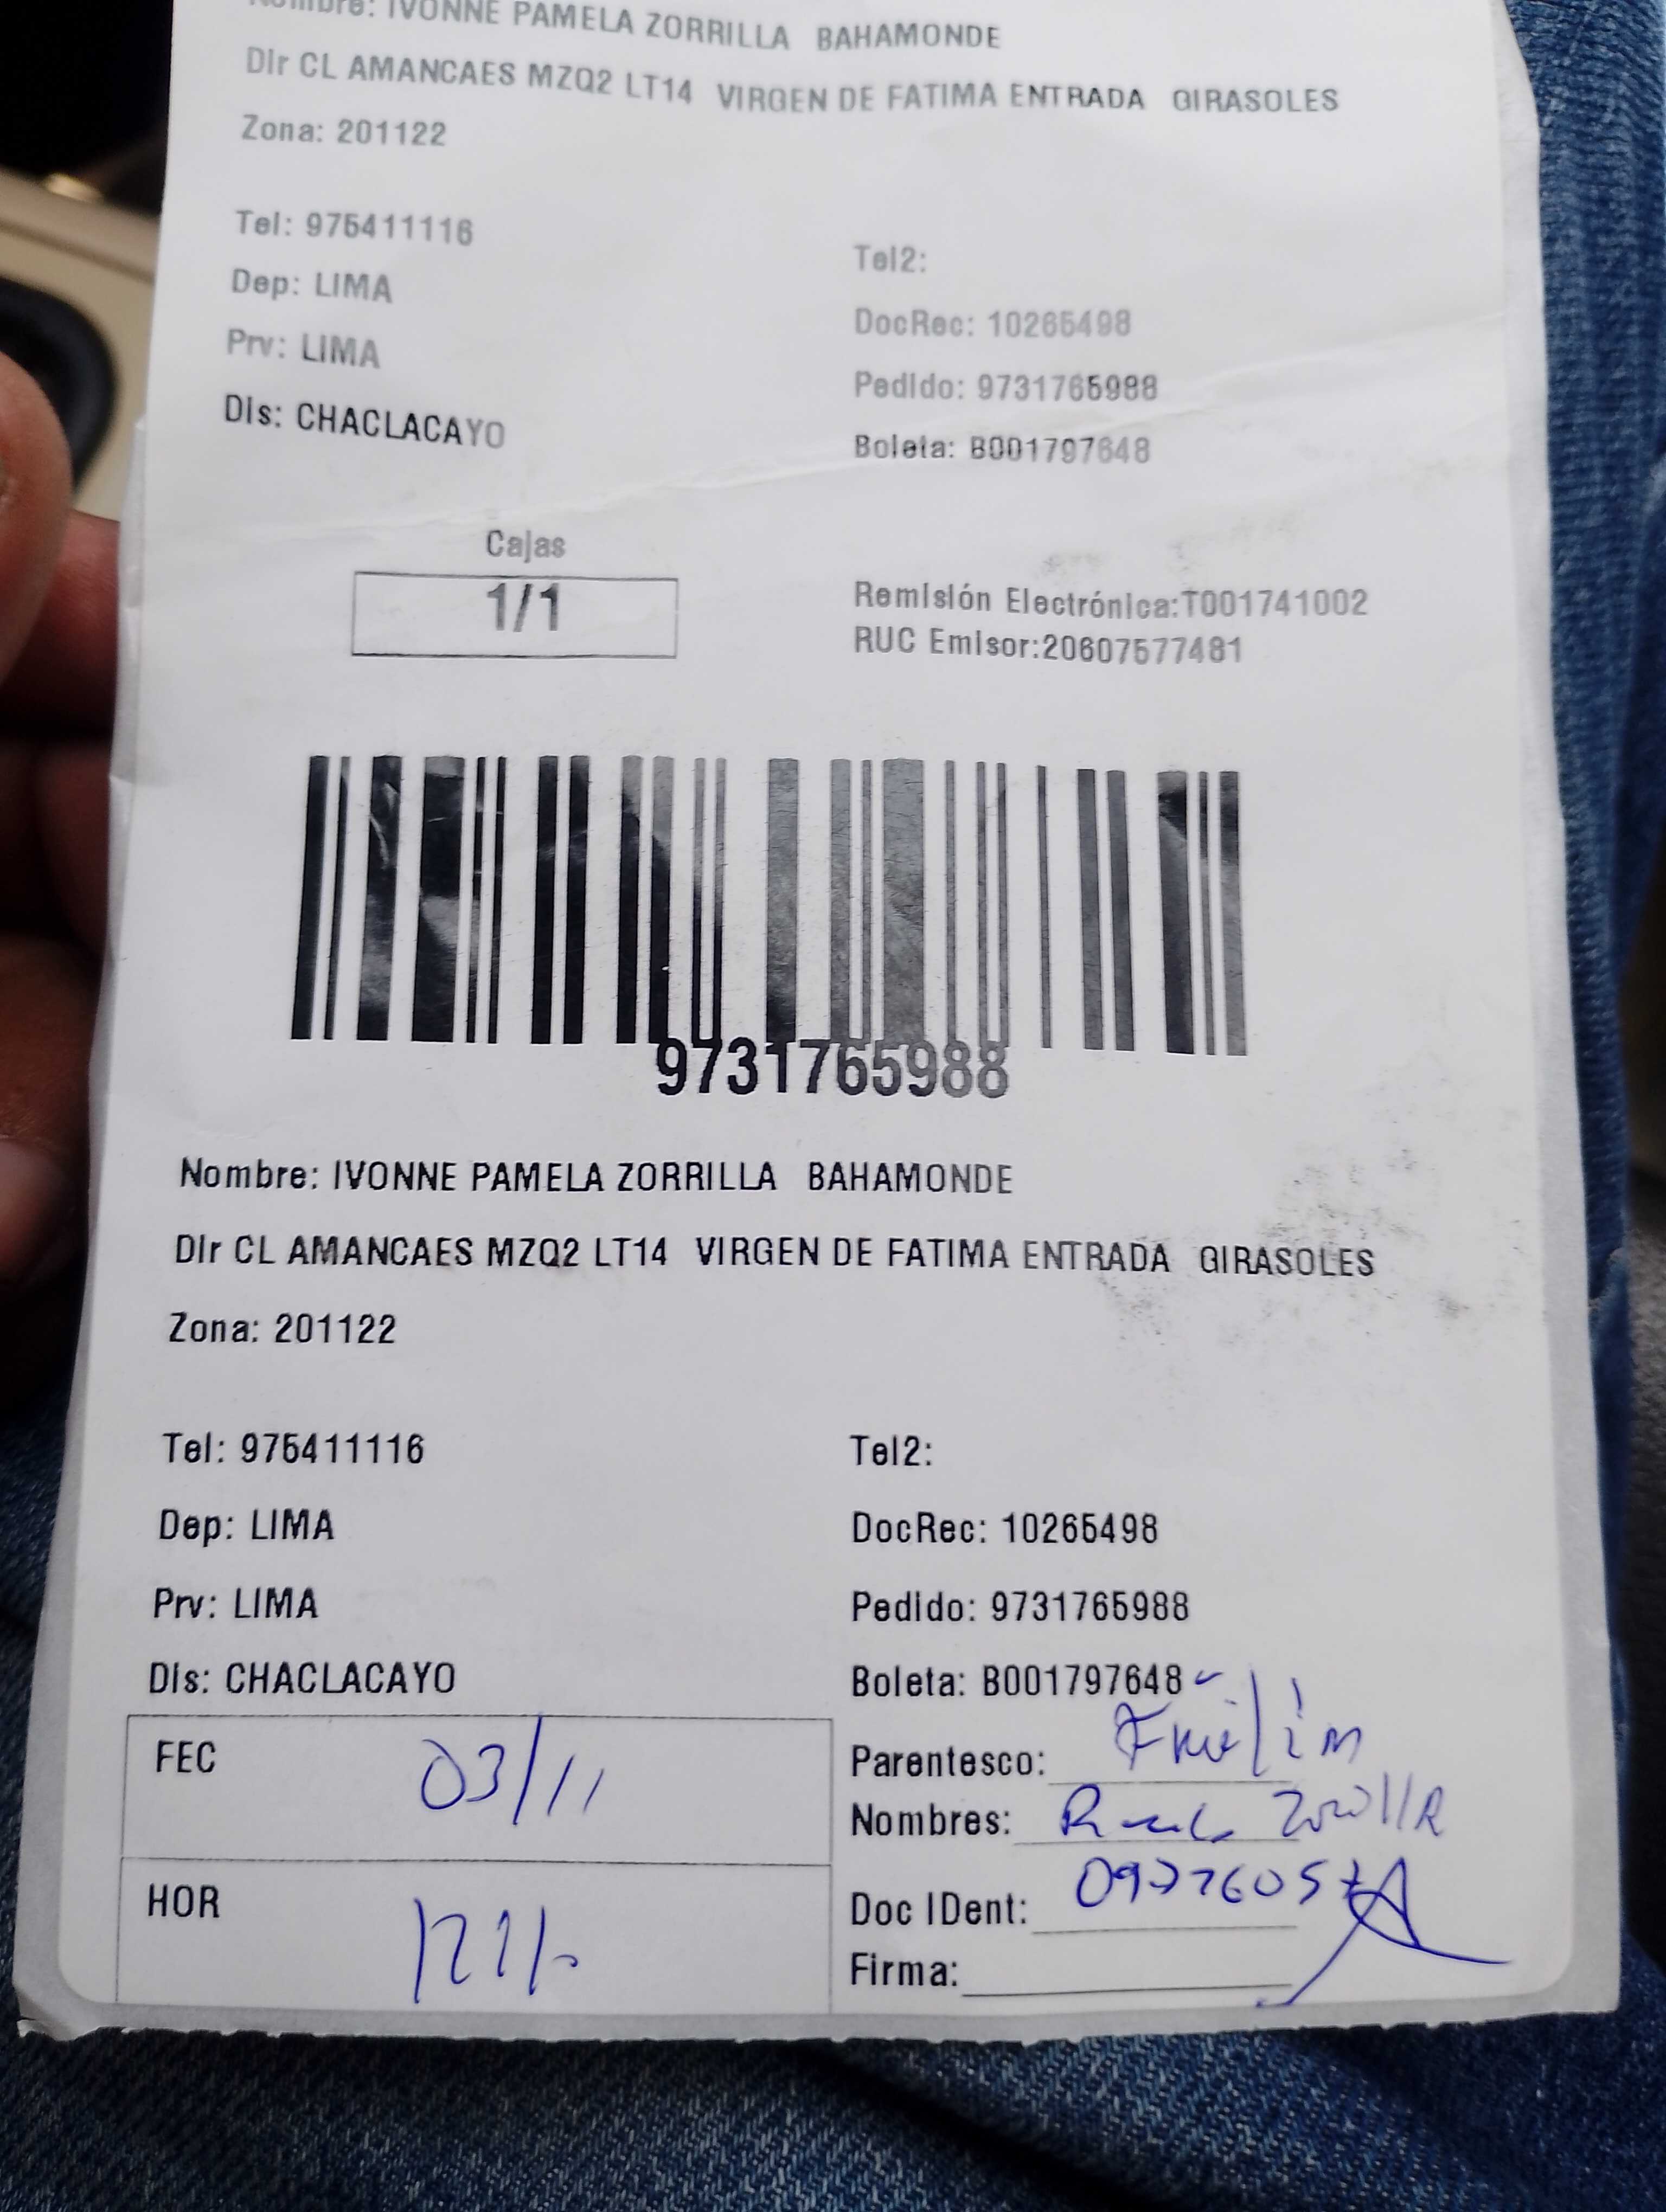 Nombre: IVONNE PAMELA ZORRILLA BAHAMONDE
Dir CL AMANCAES MZQ2 LT14 VIRGEN DE FATIMA ENTRADA GIRASOLES
Zona: 201122
Tel: 975411116
Tel2:
Dep: LIMA
DocRec: 10265498
Prv: LIMA
Pedido: 9731765988
Dis: CHACLACAYO
Boleta: B001797648
Cajas
1/1
Remisión Electrónica:T001741002
RUC Emisor:20607577481
9731765988
Nombre: IVONNE PAMELA ZORRILLA BAHAMONDE
Dir CL AMANCAES MZQ2 LT14 VIRGEN DE FATIMA ENTRADA GIRASOLES
Zona: 201122
Tel: 975411116
Tel2:
Dep: LIMA
DocRec: 10265498
Prv: LIMA
Pedido: 9731765988
Dis: CHACLACAYO
Boleta: B001797648
FEC 03/11
Parentesco:
Nombres:
HOR
Doc IDent:
Firma: